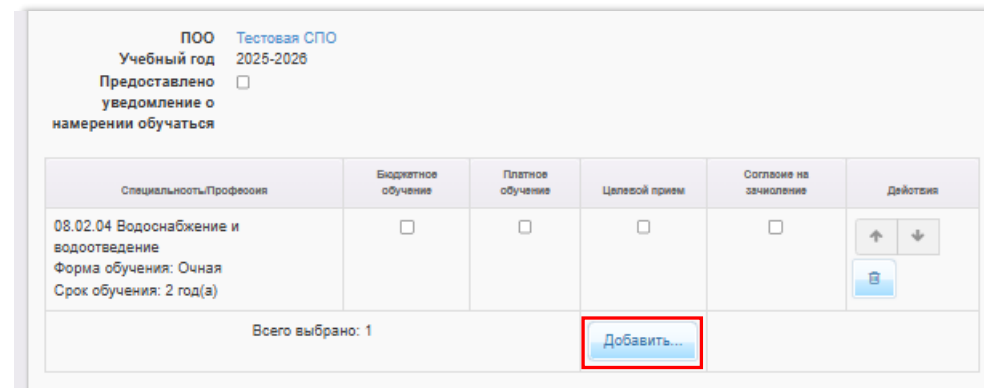 ПОО Тестовая СПО
Учебный год 2025-2026
Предоставлено
уведомление о
намерении обучаться
Специальность/Профессия
Бюджетное
обучение
Платное
обучение
Целевой прием
Согласие на
зачисление
Действия
08.02.04 Водоснабжение и
водоотведение
Форма обучения: Очная
Срок обучения: 2 год(а)
Всего выбрано: 1
Добавить...